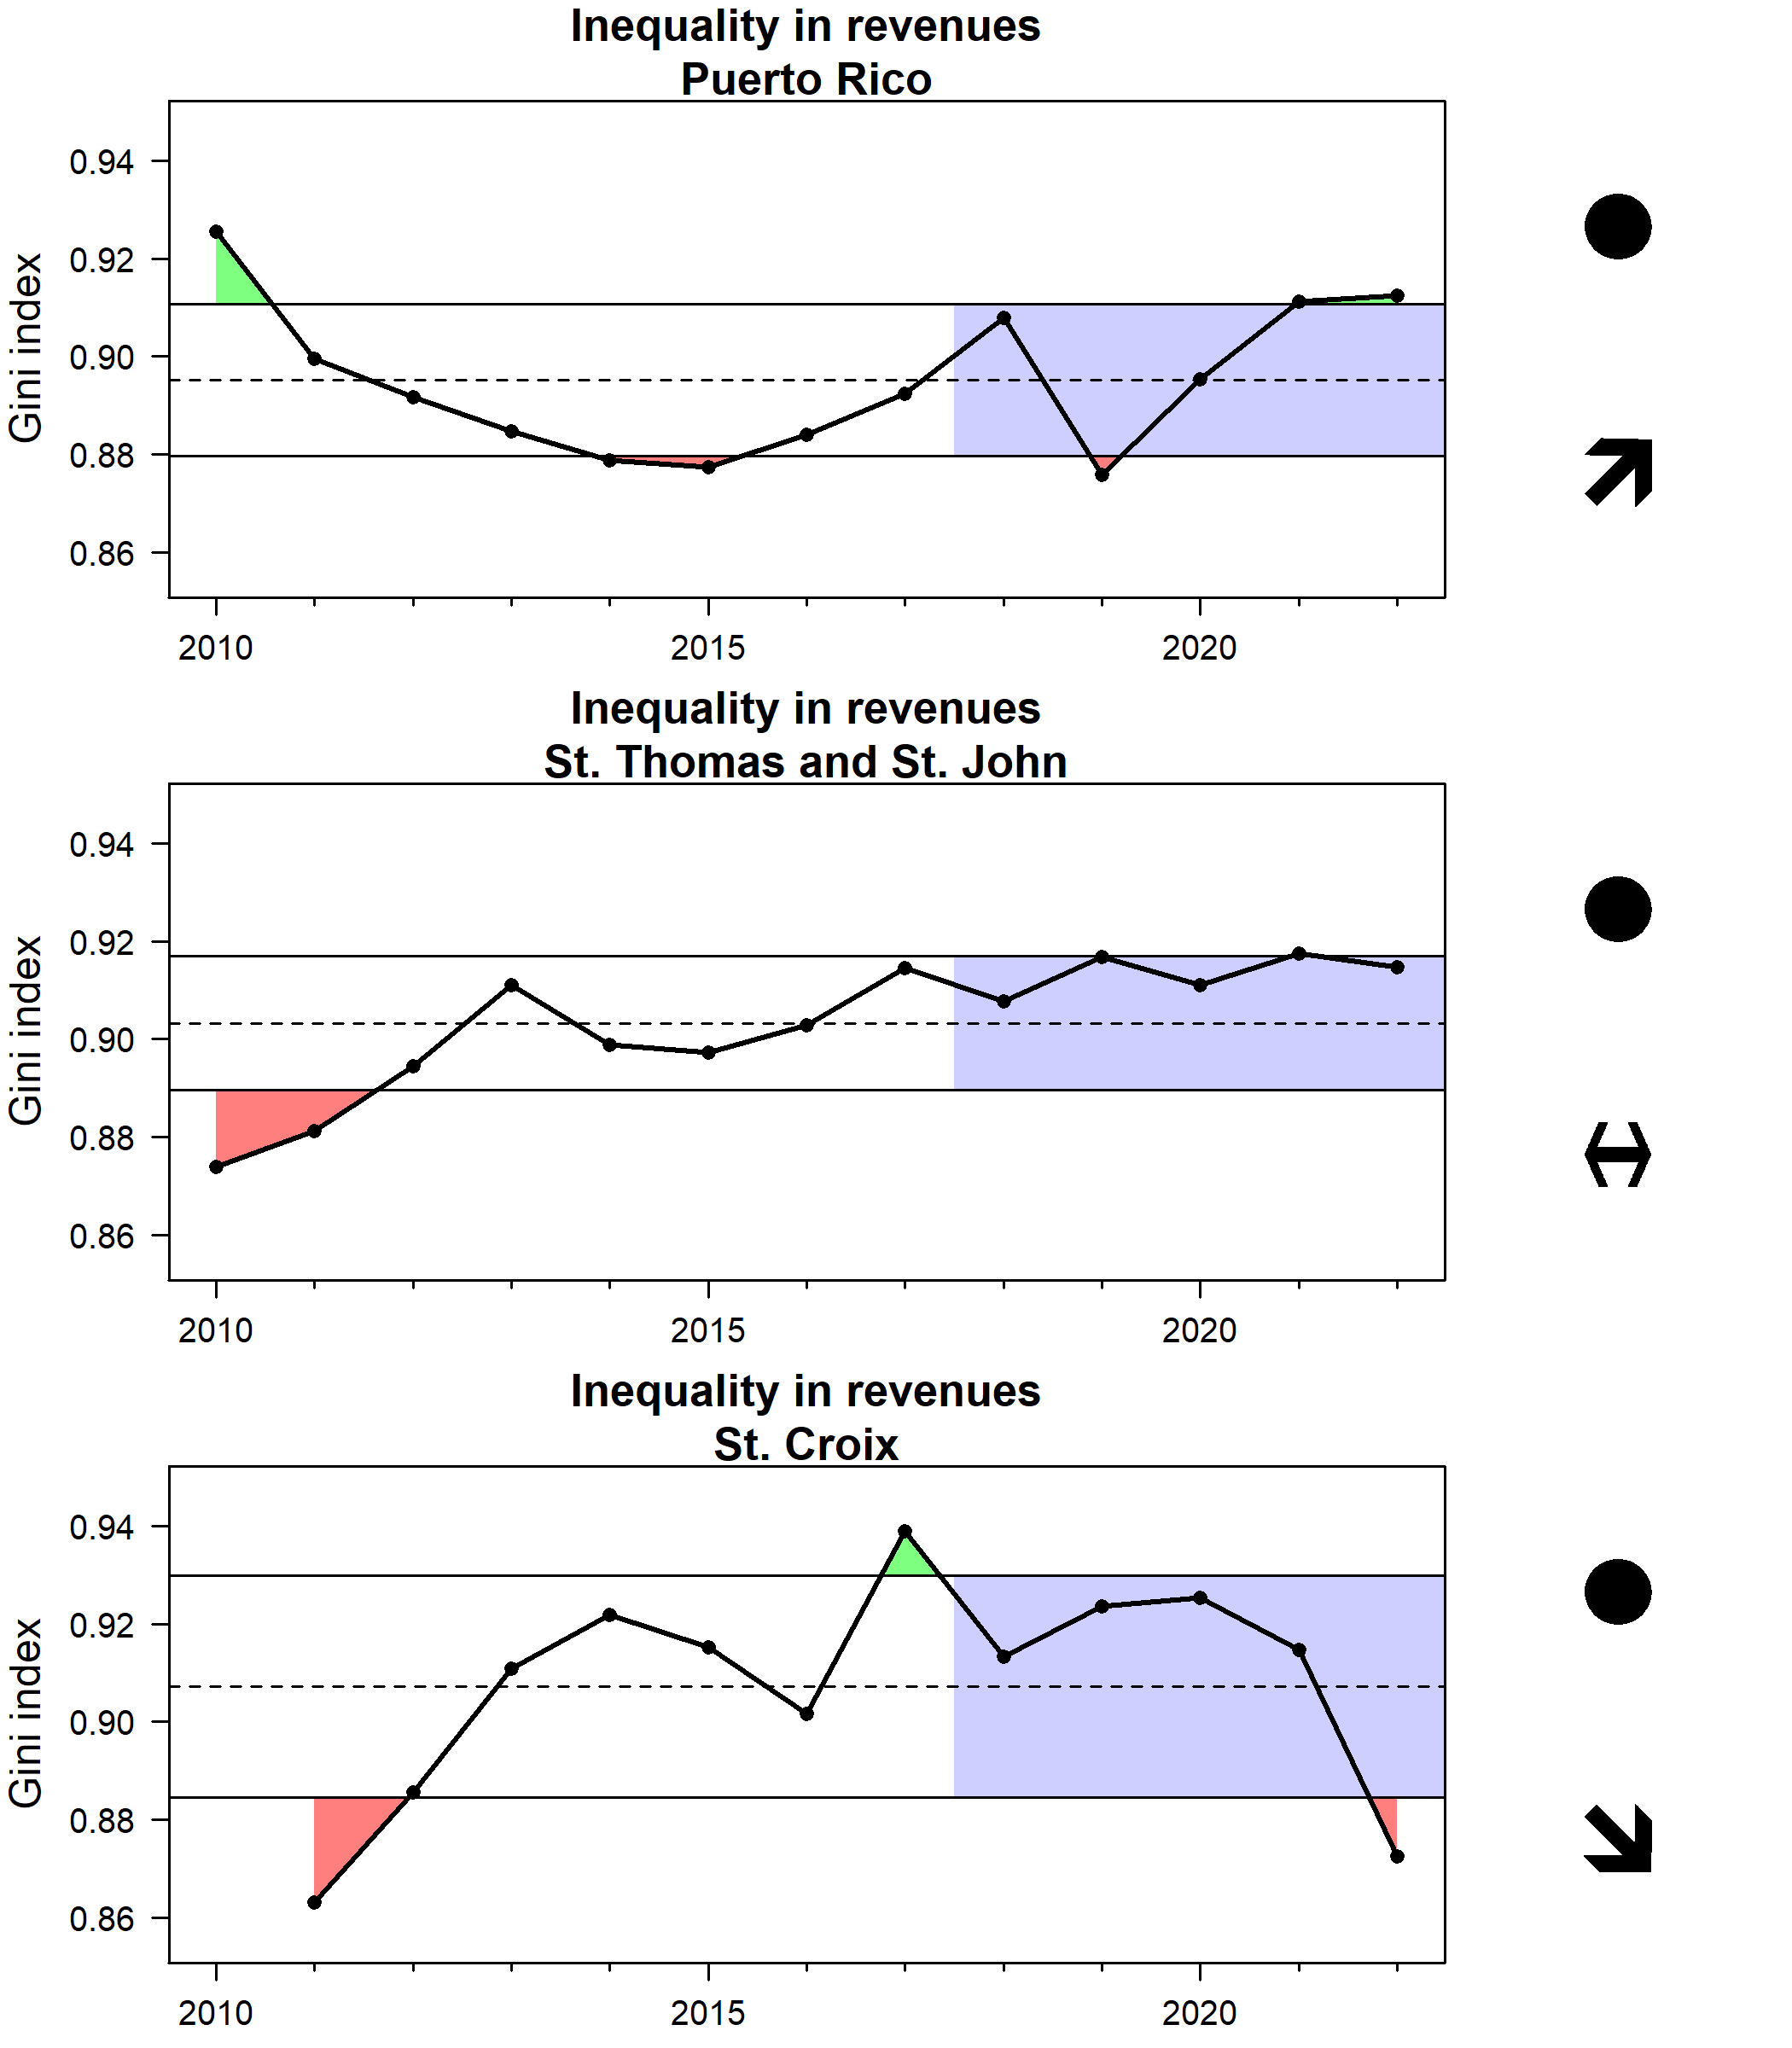 Inequality in revenues
Puerto Rico
Gini index
0.94
0.92
0.90
0.88
0.86
2010 2015 2020
Inequality in revenues
St. Thomas and St. John
Gini index
0.94
0.92
0.90
0.88
0.86
2010 2015 2020
Inequality in revenues
St. Croix
Gini index
0.94
0.92
0.90
0.88
0.86
2010 2015 2020